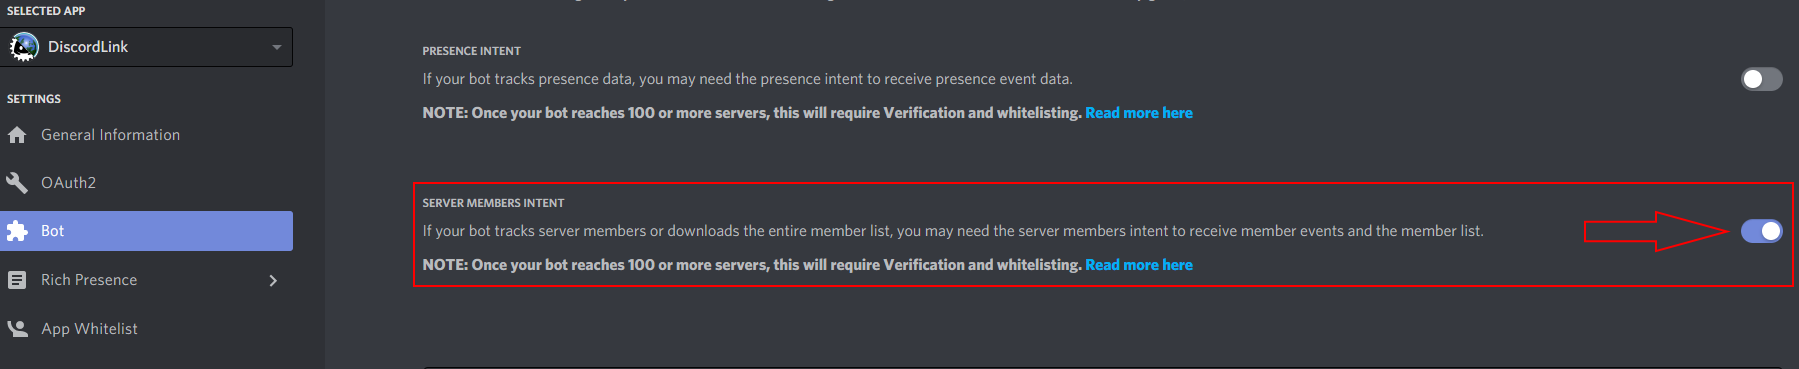 SELECTED APP
DiscordLink
SETTINGS
General Information
OAuth2
Bot
Rich Presence
App Whitelist
PRESENCE INTENT
If your bot tracks presence data, you may need the presence intent to receive presence event data.
NOTE: Once your bot reaches 100 or more servers, this will require Verification and whitelisting. Read more here
SERVER MEMBERS INTENT
If your bot tracks server members or downloads the entire member list, you may need the server members intent to receive member events and the member list.
NOTE: Once your bot reaches 100 or more servers, this will require Verification and whitelisting. Read more here